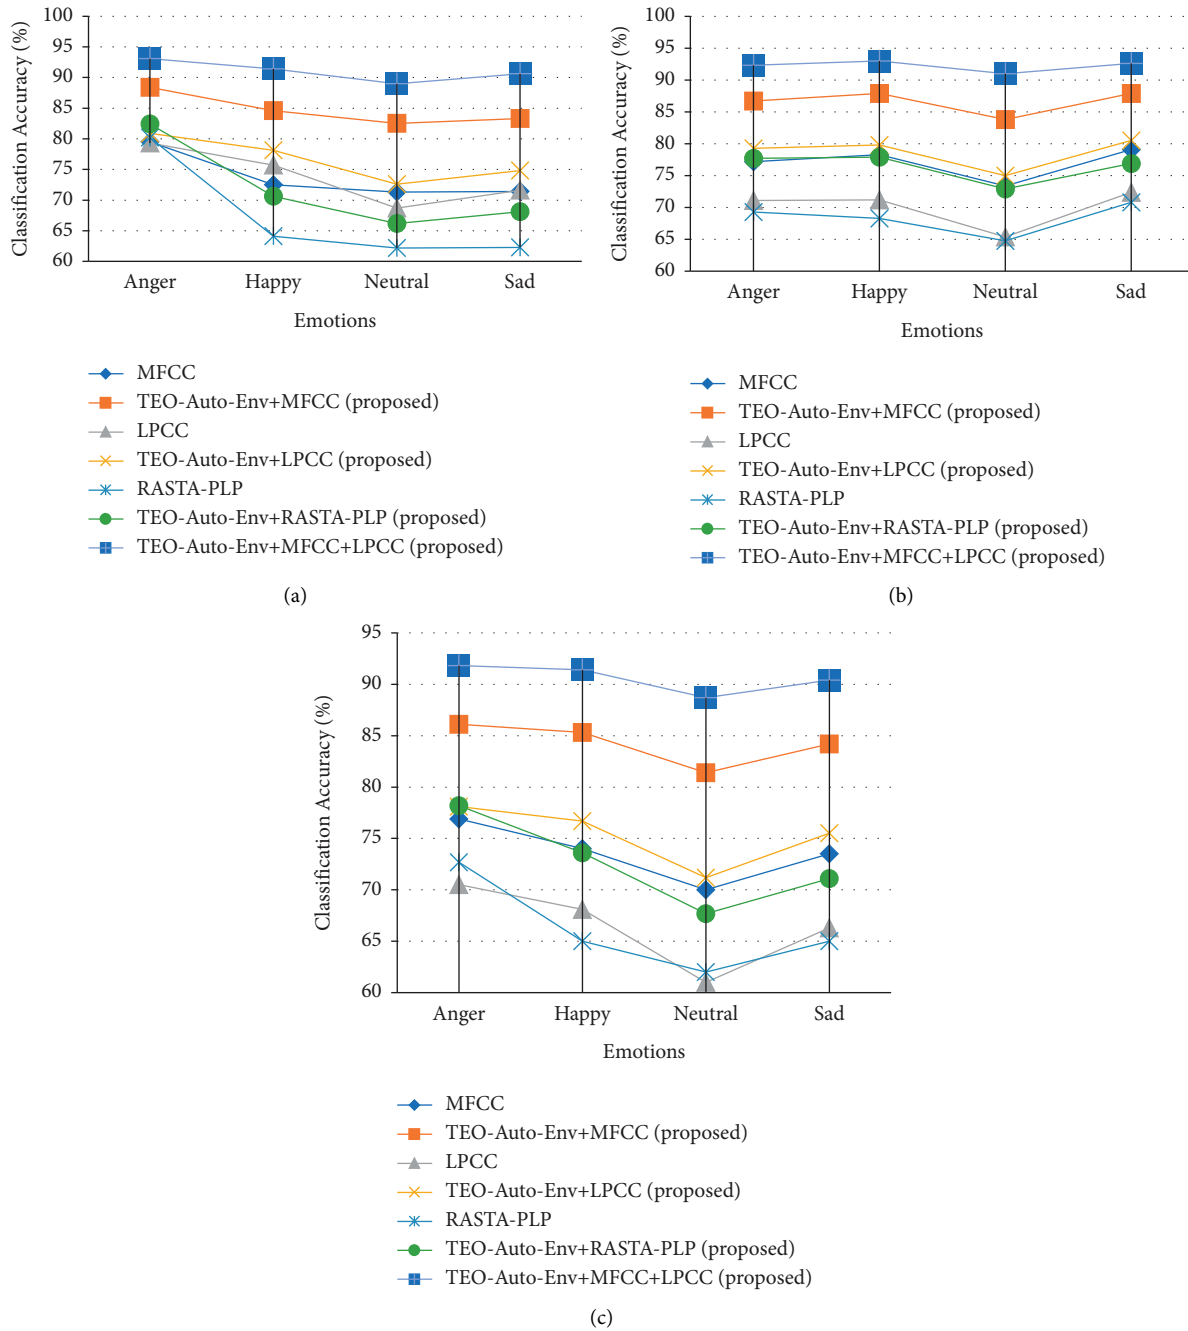 Classification Accuracy (%)
100
95
90
85
80
75
70
65
60
Anger Happy Neutral Sad
Emotions
MFCC
TEO-Auto-Env+MFCC (proposed)
LPCC
TEO-Auto-Env+LPCC (proposed)
RASTA-PLP
TEO-Auto-Env+RASTA-PLP (proposed)
TEO-Auto-Env+MFCC+LPCC (proposed)
(a)
Classification Accuracy (%)
100
95
90
85
80
75
70
65
60
Anger Happy Neutral Sad
Emotions
MFCC
TEO-Auto-Env+MFCC (proposed)
LPCC
TEO-Auto-Env+LPCC (proposed)
RASTA-PLP
TEO-Auto-Env+RASTA-PLP (proposed)
TEO-Auto-Env+MFCC+LPCC (proposed)
(b)
Classification Accuracy (%)
95
90
85
80
75
70
65
60
Anger Happy Neutral Sad
Emotions
MFCC
TEO-Auto-Env+MFCC (proposed)
LPCC
TEO-Auto-Env+LPCC (proposed)
RASTA-PLP
TEO-Auto-Env+RASTA-PLP (proposed)
TEO-Auto-Env+MFCC+LPCC (proposed)
(c)